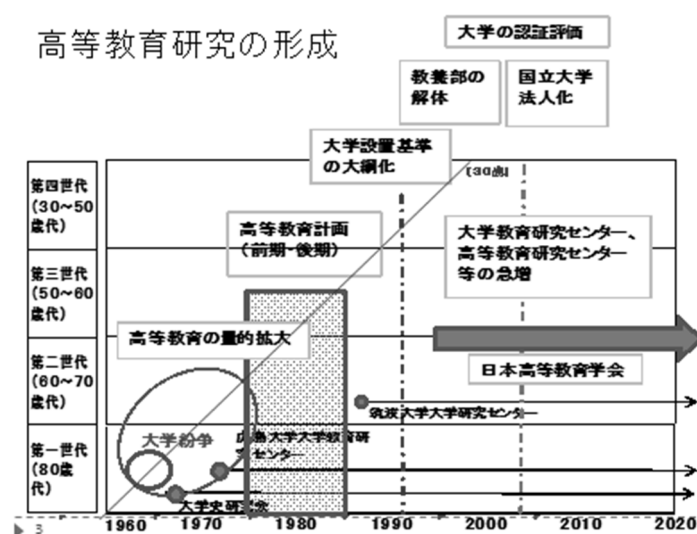 高等教育研究の形成
大学の認証評価
教養部の
解体
国立大学
法人化
大学設置基準
の大綱化
高等教育計画
(前期・後期)
大学教育研究センター、
高等教育研究センター
等の急増
高等教育の量的拡大
日本高等教育学会
筑波大学大学研究センター
大学紛争
広島大学大学教育研
究センター
大学史研究会
第四世代
(30～50
歳代)
第三世代
(50～60
歳代)
第二世代
(60～70
歳代)
第一世代
(80歳
代)
1960
1970
1980
1990
2000
2010
2020
3